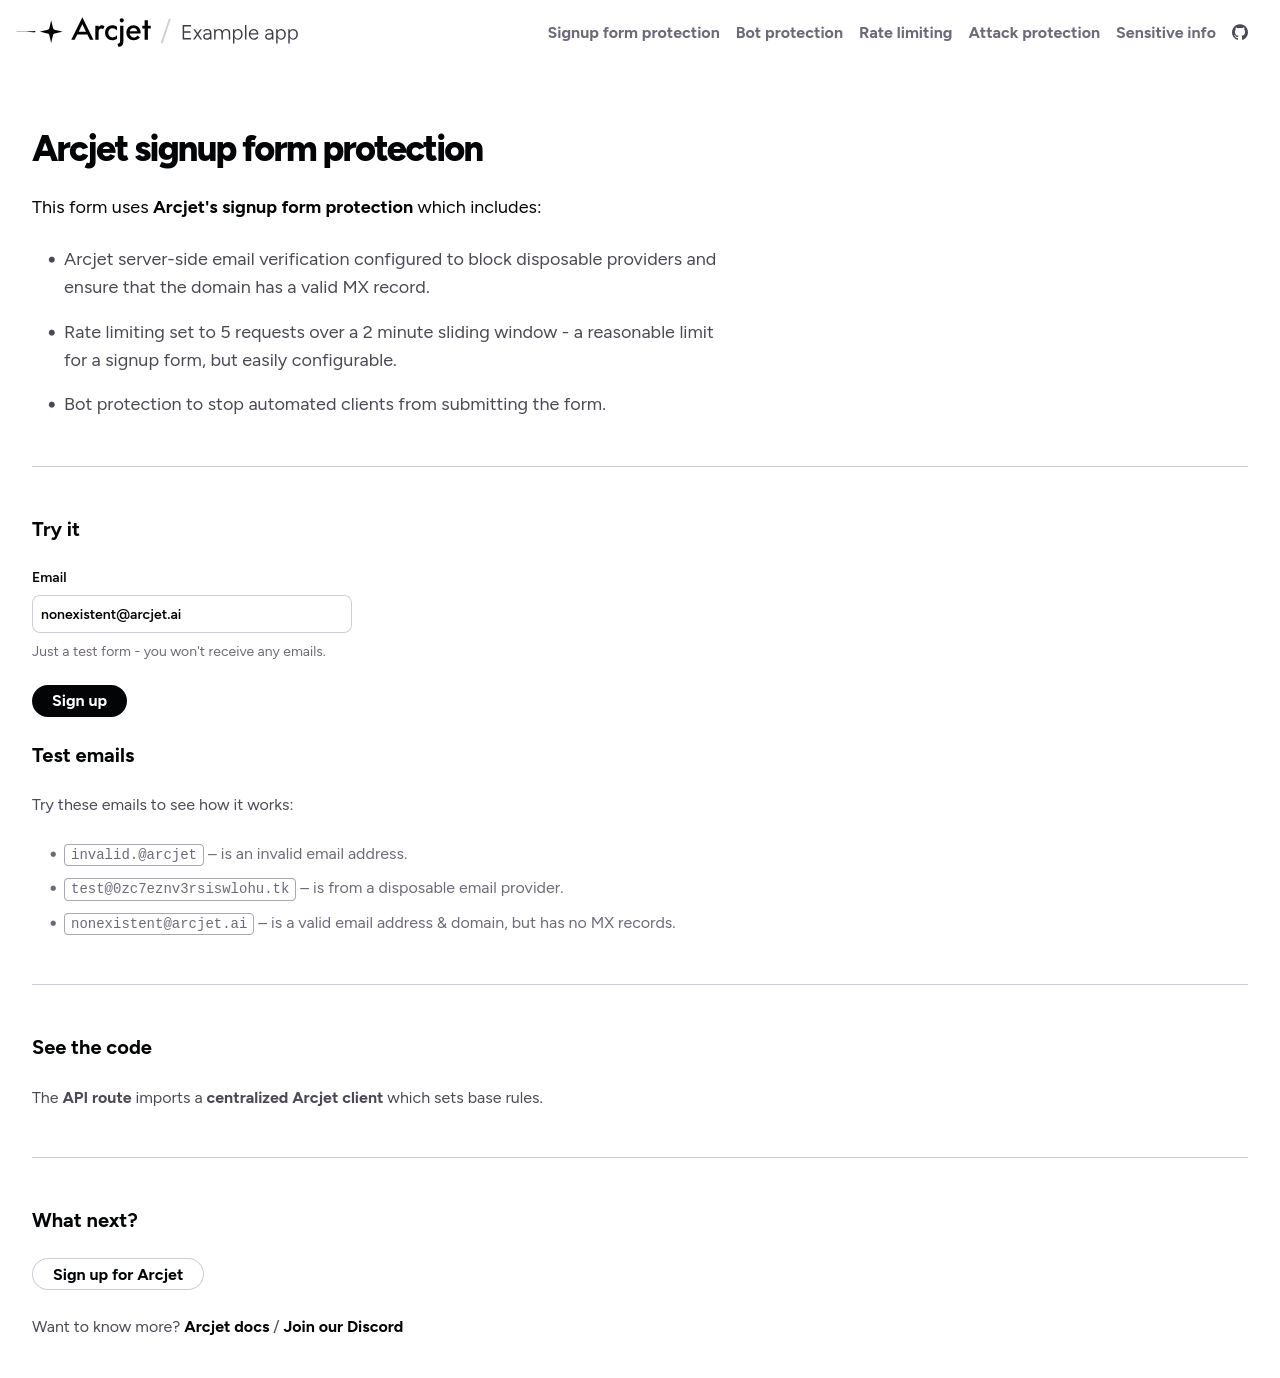 Arcjet / Example app
Signup form protection Bot protection Rate limiting Attack protection Sensitive info
Arcjet signup form protection
This form uses Arcjet's signup form protection which includes:
• Arcjet server-side email verification configured to block disposable providers and
ensure that the domain has a valid MX record.
• Rate limiting set to 5 requests over a 2 minute sliding window - a reasonable limit
for a signup form, but easily configurable.
• Bot protection to stop automated clients from submitting the form.
Try it
Email
nonexistent@arcjet.ai
Just a test form - you won't receive any emails.
Sign up
Test emails
Try these emails to see how it works:
• invalid.@arcjet – is an invalid email address.
• test@0zc7eznv3rsiswlohu.tk – is from a disposable email provider.
• nonexistent@arcjet.ai – is a valid email address & domain, but has no MX records.
See the code
The API route imports a centralized Arcjet client which sets base rules.
What next?
Sign up for Arcjet
Want to know more? Arcjet docs / Join our Discord